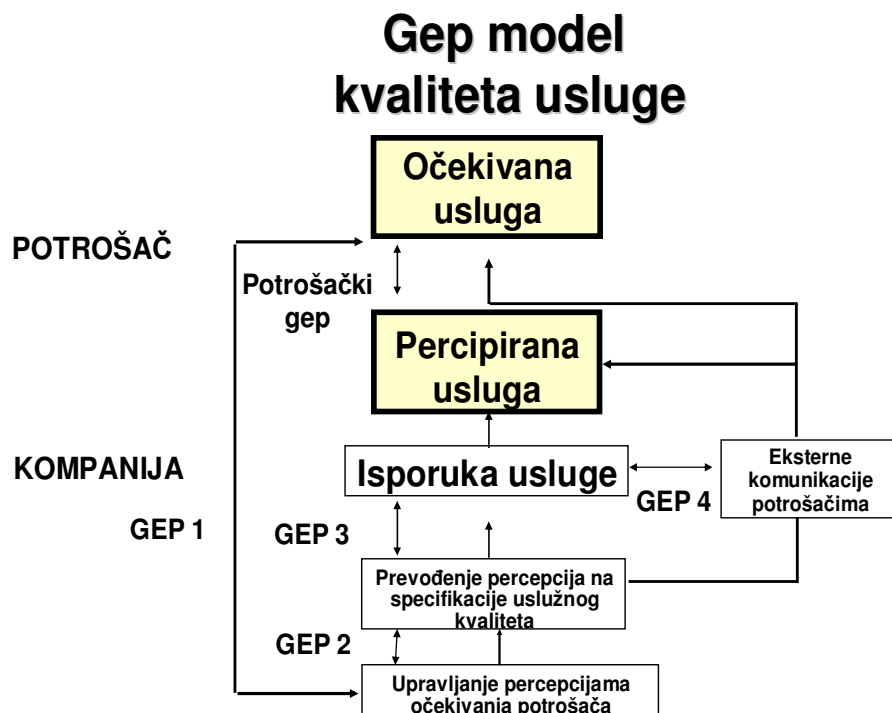 Gep model
kvaliteta usluge
Očekivana
usluga
POTROŠAČ
Potrošački
gep
Percipirana
usluga
KOMPANIJA
Isporuka usluge
Eksterne
komunikacije
potrošačima
GEP 4
GEP 1
GEP 3
Prevođenje percepcija na
specifikacije uslužnog
kvaliteta
GEP 2
Upravljanje percepcijama
očekivanja potrošača